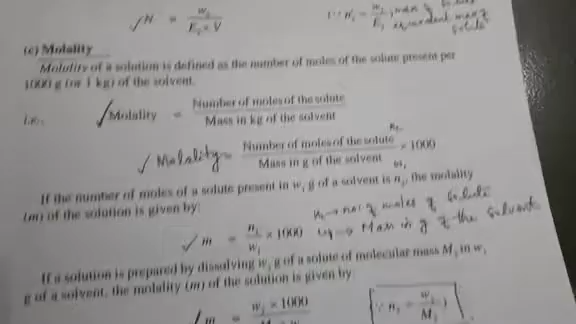 N = w₂ / E₂ × V
(c) Molality
Molality of a solution is defined as the number of moles of the solute present per
1000 g (or 1 kg) of the solvent.
i.e., Molality = Number of moles of the solute / Mass in kg of the solvent
Molality = Number of moles of the solute / Mass in g of the solvent × 1000
If the number of moles of a solute present in w₁ g of a solvent is n₂, the molality
(m) of the solution is given by:
n₂ → no. of moles of solute
m = n₂ / w₁ × 1000
w₁ → Mass in g of the solvent
If a solution is prepared by dissolving w₂ g of a solute of molecular mass M₂ in w₁
g of a solvent, the molality (m) of the solution is given by
m = w₂ × 1000
∵ n₂ = w₂ / M₂